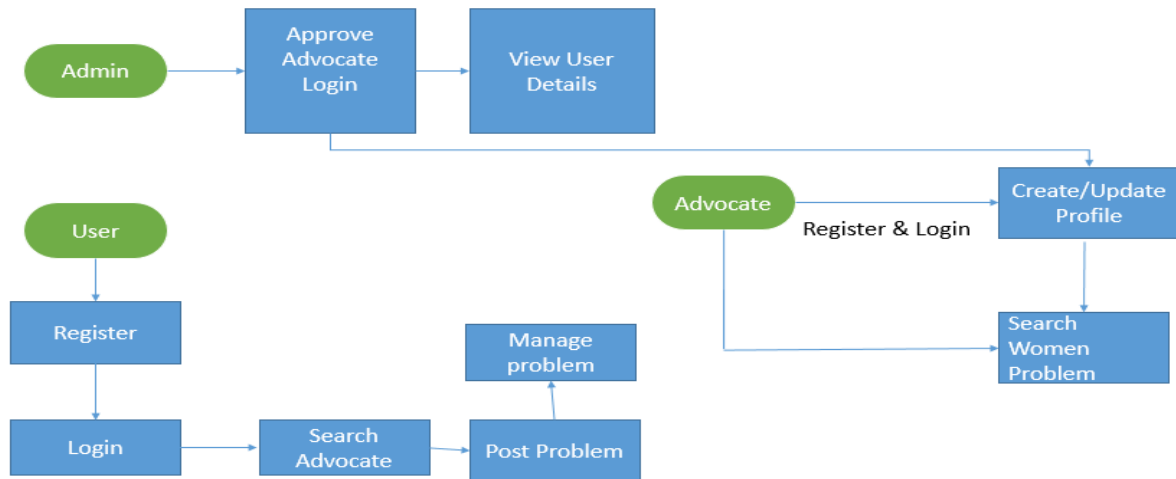 Admin
Approve
Advocate
Login
View User
Details
Advocate
Register & Login
Create/Update
Profile
User
Register
Manage
problem
Search
Women
Problem
Login
Search
Advocate
Post Problem